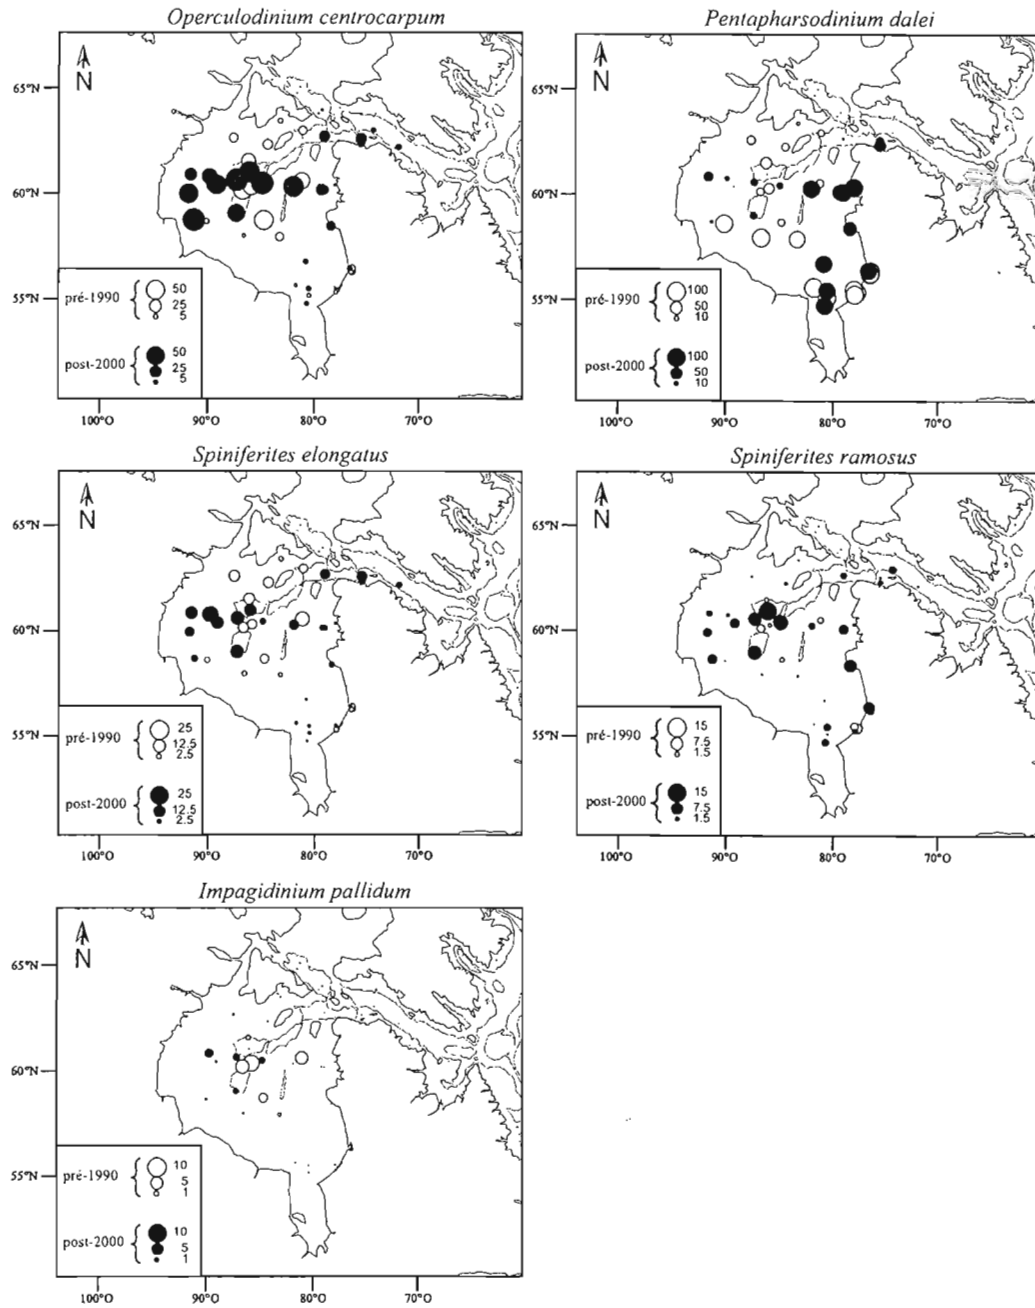 Operculodinium centrocarpum
N
65°N
60°N
55°N
pré-1990
50
25
5
post-2000
50
25
5
100°O
90°O
80°O
70°O
Pentapharsodinium dalei
N
65°N
60°N
55°N
pré-1990
100
50
10
post-2000
100
50
10
100°O
90°O
80°O
70°O
Spiniferites elongatus
N
65°N
60°N
55°N
pré-1990
25
12.5
2.5
post-2000
25
12.5
2.5
100°O
90°O
80°O
70°O
Spiniferites ramosus
N
65°N
60°N
55°N
pré-1990
15
7.5
1.5
post-2000
15
7.5
1.5
100°O
90°O
80°O
70°O
Impagidinium pallidum
N
65°N
60°N
55°N
pré-1990
10
5
1
post-2000
10
5
1
100°O
90°O
80°O
70°O